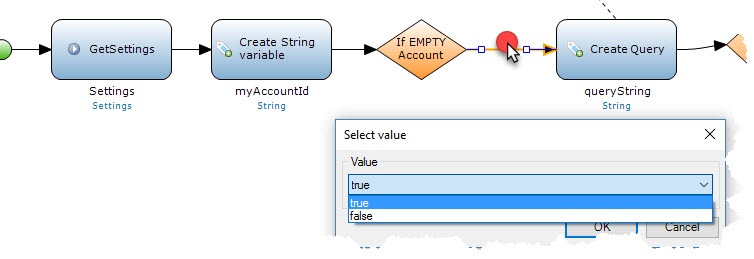 GetSettings
Settings
Settings
Create String
variable
myAccountId
String
If EMPTY
Account
Create Query
queryString
String
Select value
Value
true
true
false
OK
Cancel